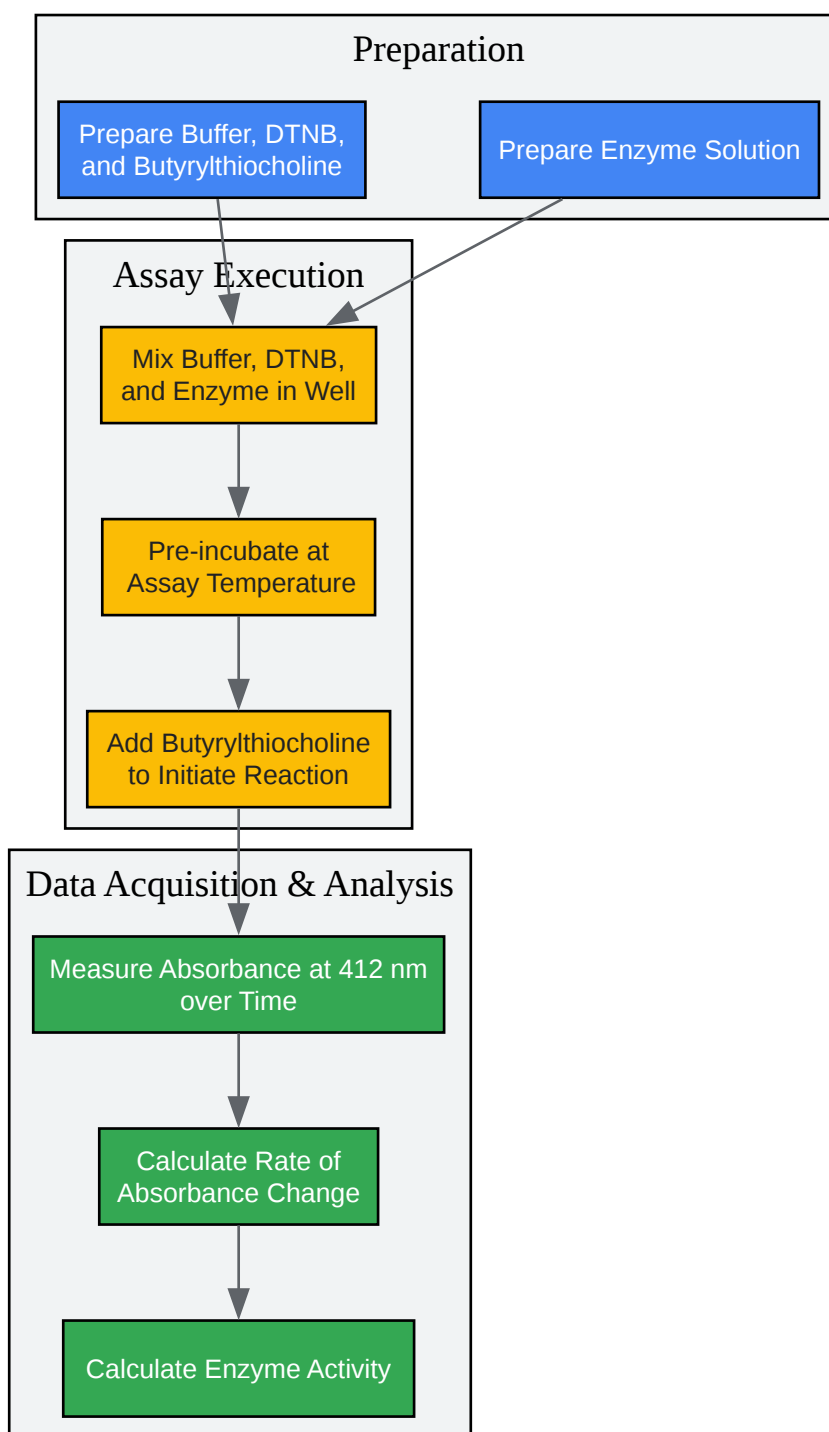 Preparation
Prepare Buffer, DTNB,
and Butyrylthiocholine
Prepare Enzyme Solution
Assay Execution
Mix Buffer, DTNB,
and Enzyme in Well
Pre-incubate at
Assay Temperature
Add Butyrylthiocholine
to Initiate Reaction
Data Acquisition & Analysis
Measure Absorbance at 412 nm
over Time
Calculate Rate of
Absorbance Change
Calculate Enzyme Activity